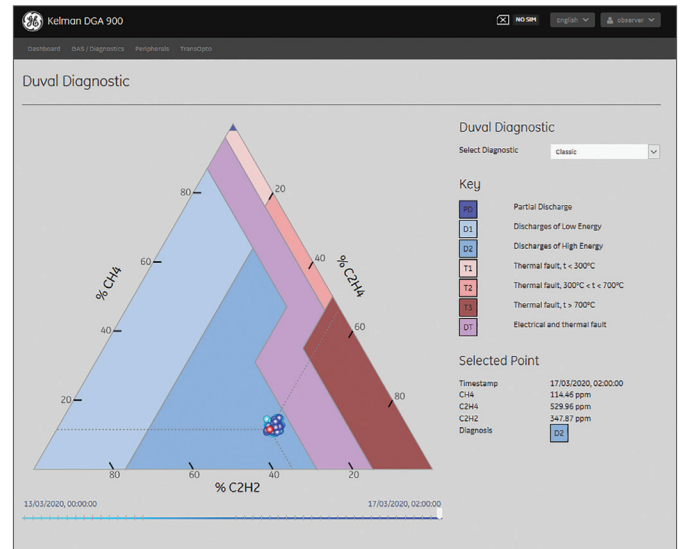 GE Kelman DGA 900
NO SIM
English
observer
Dashboard DGA / Diagnostics Peripherals TransOpto
Duval Diagnostic
80
60
40
20
% CH4
20
40
60
80
% C2H4
80 60 40 20
% C2H2
13/03/2020, 00:00:00 17/03/2020, 02:00:00
Duval Diagnostic
Select Diagnostic Classic
Key
PD Partial Discharge
D1 Discharges of Low Energy
D2 Discharges of High Energy
T1 Thermal fault, t < 300°C
T2 Thermal fault, 300°C < t < 700°C
T3 Thermal fault, t > 700°C
DT Electrical and thermal fault
Selected Point
Timestamp 17/03/2020, 02:00:00
CH4 114.46 ppm
C2H4 529.96 ppm
C2H2 347.87 ppm
Diagnosis D2